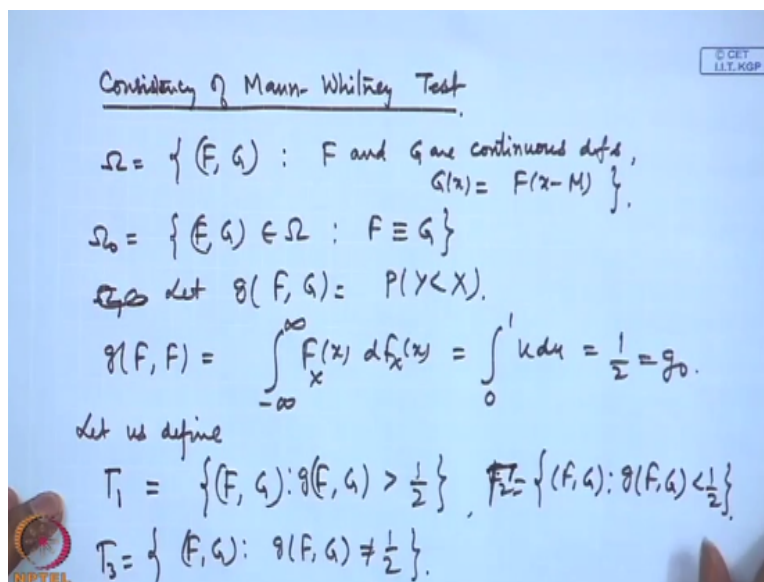 © CET
I.I.T. KGP
Consistency of Mann-Whitney Test.
Ω = { (F, G) : F and G are continuous dfs,
G(x) = F(x-M) }.
Ω₀ = { (F, G) ∈ Ω : F ≡ G }
Let g(F, G) = P(Y<X).
g(F, F) = ∫_{-∞}^{∞} F_X(x) dF_X(x) = ∫_0^1 u du = 1/2 = g₀.
Let us define
T₁ = { (F, G) : g(F, G) > 1/2 }, T₂ = { (F, G) : g(F, G) < 1/2 }.
T₃ = { (F, G) : g(F, G) ≠ 1/2 }.
NPTEL